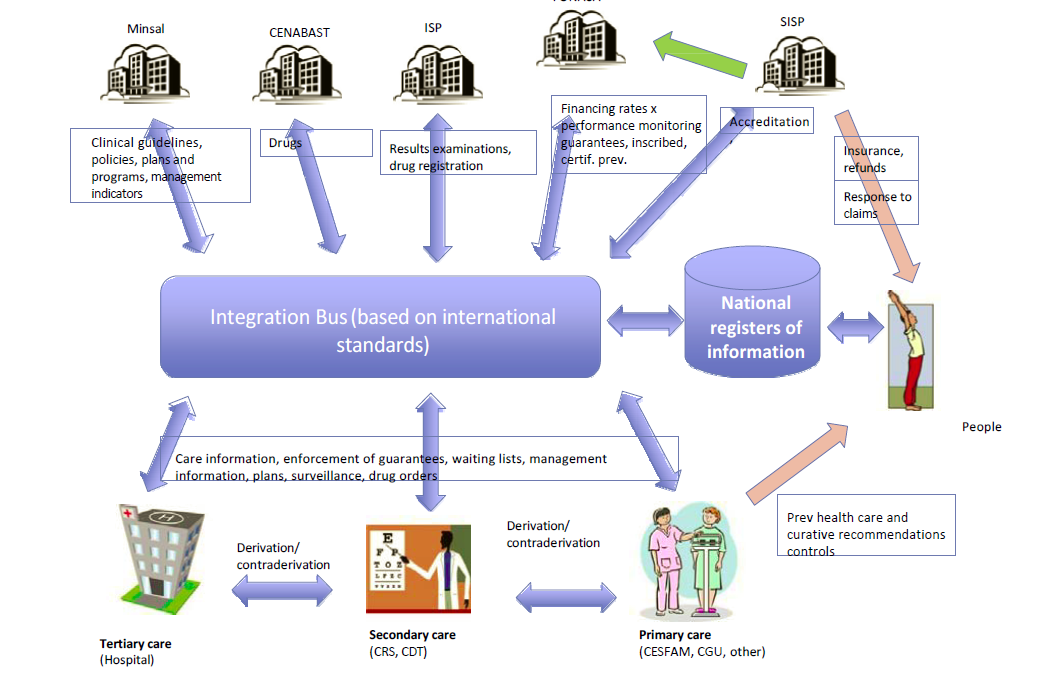 Minsal
CENABAST
ISP
SISP
Clinical guidelines,
policies, plans and
programs, management
indicators
Drugs
Results examinations,
drug registration
Financing rates x
performance monitoring
guarantees, inscribed,
certif. prev.
Accreditation
,
Insurance,
refunds
Response to
claims
Integration Bus (based on international
standards)
National
registers of
information
People
Care information, enforcement of guarantees, waiting lists, management
information, plans, surveillance, drug orders
Prev health care and
curative recommendations
controls
H
E
F P
T O Z
L P E C
Derivation/
contraderivation
Derivation/
contraderivation
Tertiary care
(Hospital)
Secondary care
(CRS, CDT)
Primary care
(CESFAM, CGU, other)